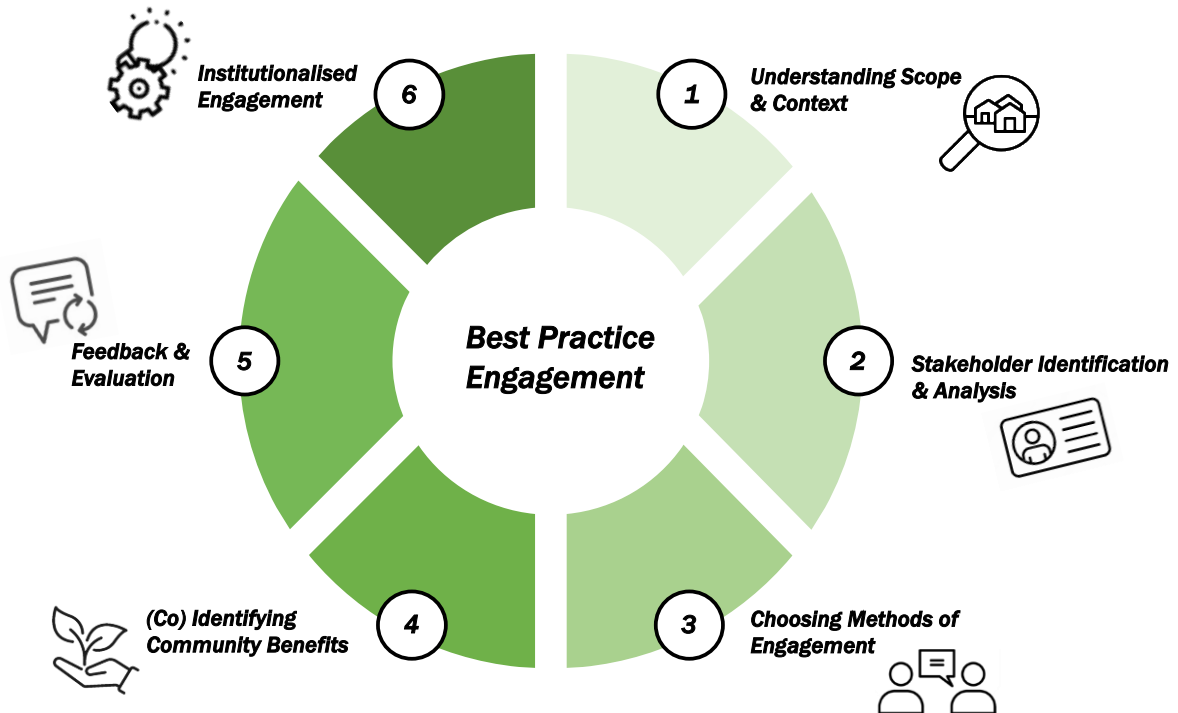 Best Practice
Engagement
1
Understanding Scope
& Context
2
Stakeholder Identification
& Analysis
3
Choosing Methods of
Engagement
4
(Co) Identifying
Community Benefits
5
Feedback &
Evaluation
6
Institutionalised
Engagement